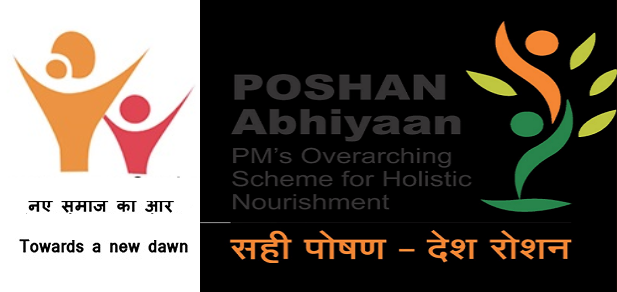 नए समाज का आर
Towards a new dawn
POSHAN
Abhiyaan
PM's Overarching
Scheme for Holistic
Nourishment
सही पोषण – देश रोशन